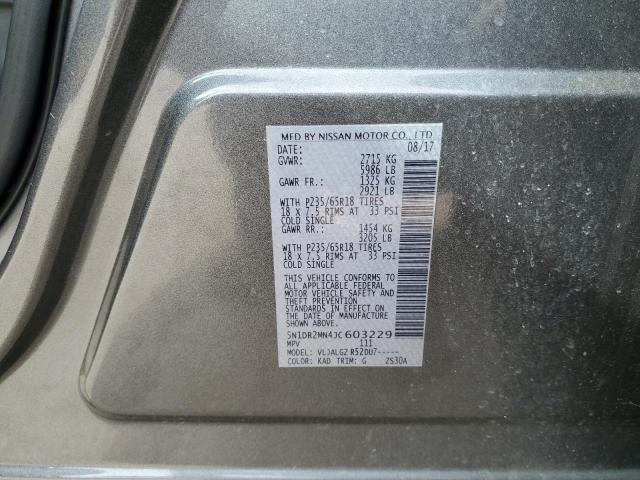 MFD BY NISSAN MOTOR CO., LTD
DATE: 08/17
GVWR: 2715 KG
5986 LB
GAWR FR.: 1325 KG
2921 LB
WITH P235/65R18 TIRES
18 X 7.5 RIMS AT 33 PSI
COLD SINGLE
GAWR RR.: 1454 KG
3205 LB
WITH P235/65R18 TIRES
18 X 7.5 RIMS AT 33 PSI
COLD SINGLE
THIS VEHICLE CONFORMS TO
ALL APPLICABLE FEDERAL
MOTOR VEHICLE SAFETY AND
THEFT PREVENTION
STANDARDS IN EFFECT ON
THE DATE OF MANUFACTURE
SHOWN ABOVE.
5N1DR2MN4JC603229
MPV 111
MODEL: VLJALGZ R52DU7-----
COLOR: KAD TRIM: G 2S30A